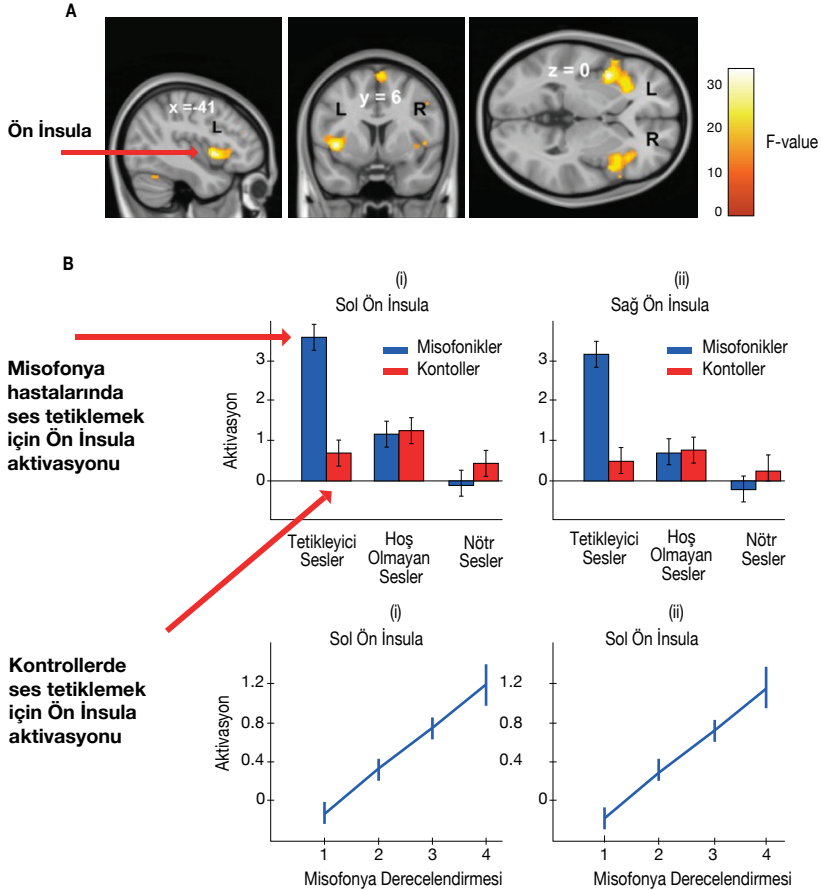 A
x =-41
L
L
y = 6
R
z = 0
L
R
30
20
10
0
F-value
Ön İnsula
B
(i)
Sol Ön İnsula
Misofonikler
Kontoller
Aktivasyon
3
2
1
0
Tetikleyici
Sesler
Hoş
Olmayan
Sesler
Nötr
Sesler
(ii)
Sağ Ön İnsula
Misofonikler
Kontoller
3
2
1
0
Tetikleyici
Sesler
Hoş
Olmayan
Sesler
Nötr
Sesler
Misofonya
hastalarında
ses tetiklemek
için Ön İnsula
aktivasyonu
Kontrollerde
ses tetiklemek
için Ön İnsula
aktivasyonu
(i)
Sol Ön İnsula
Aktivasyon
1.2
0.8
0.4
0
1 2 3 4
Misofonya Derecelendirmesi
(ii)
Sol Ön İnsula
1.2
0.8
0.4
0
1 2 3 4
Misofonya Derecelendirmesi